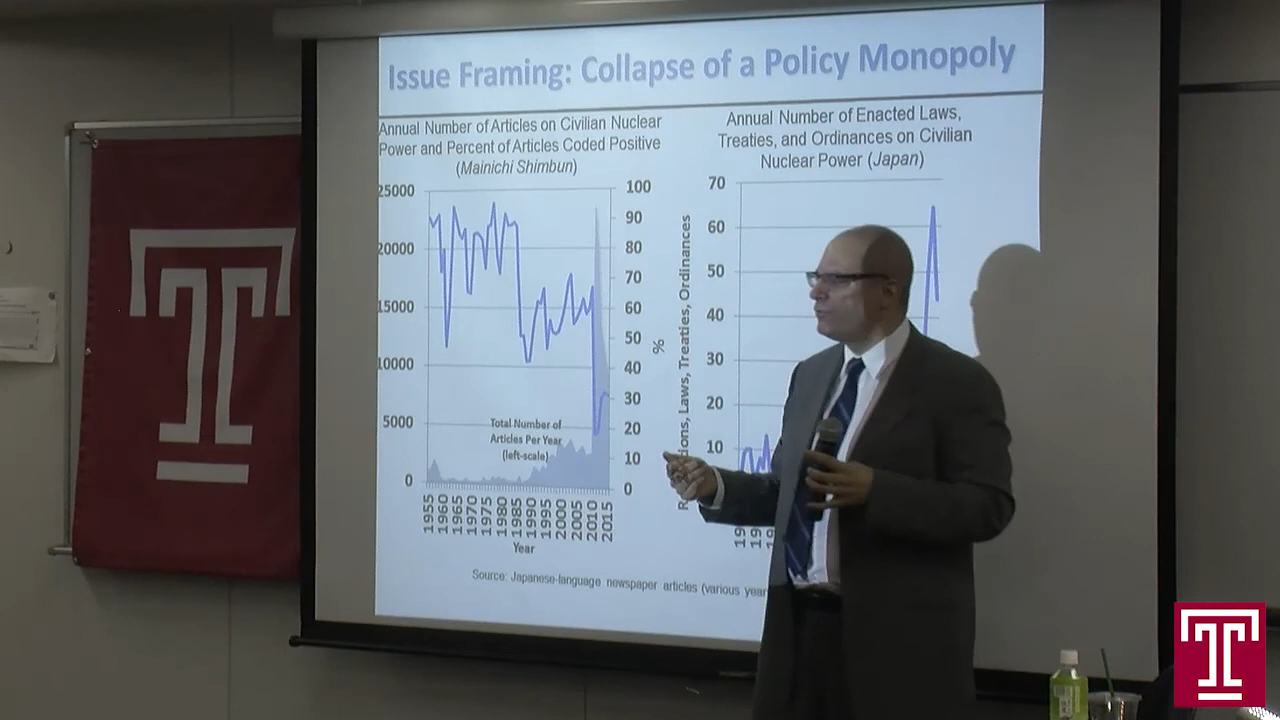 Issue Framing: Collapse of a Policy Monopoly
Annual Number of Articles on Civilian Nuclear
Power and Percent of Articles Coded Positive
(Mainichi Shimbun)
25000
20000
15000
10000
5000
0
100
90
80
70
60
50
40
30
20
10
0
%
Total Number of
Articles Per Year
(left-scale)
1955
1960
1965
1970
1975
1980
1985
1990
1995
2000
2005
2010
2015
Year
Annual Number of Enacted Laws,
Treaties, and Ordinances on Civilian
Nuclear Power (Japan)
70
60
50
40
30
20
10
Laws, Treaties, Ordinances
Source: Japanese-language newspaper articles (various
T
T